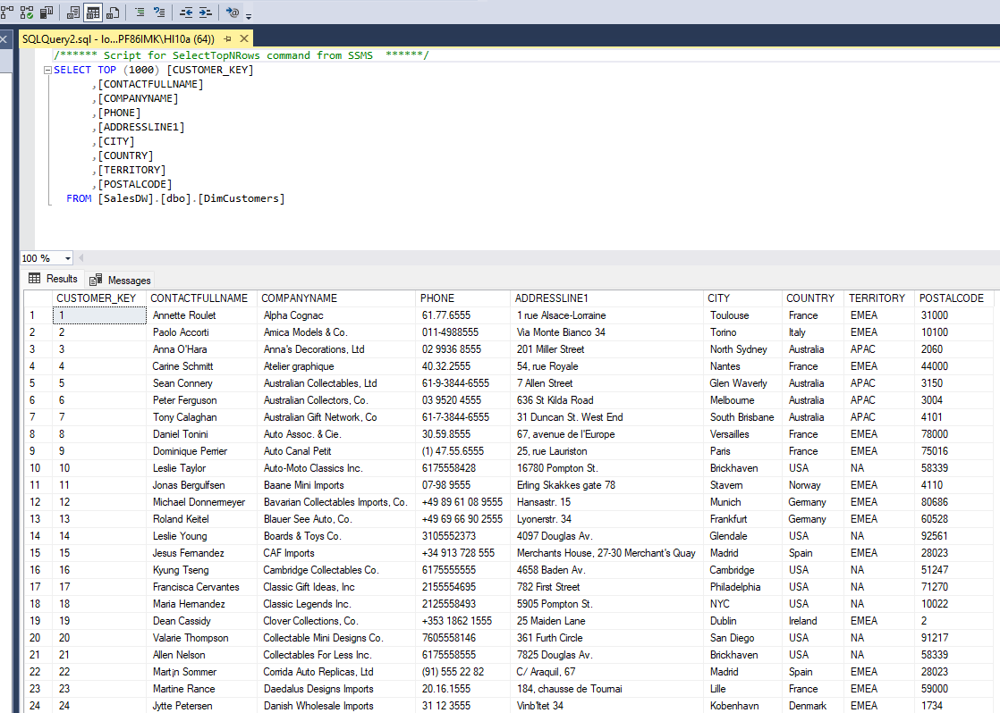 SQLQuery2.sql - lo...PF86IMK\HI10a (64))
/****** Script for SelectTopNRows command from SSMS  ******/
SELECT TOP (1000) [CUSTOMER_KEY]
,[CONTACTFULLNAME]
,[COMPANYNAME]
,[PHONE]
,[ADDRESSLINE1]
,[CITY]
,[COUNTRY]
,[TERRITORY]
,[POSTALCODE]
FROM [SalesDW].[dbo].[DimCustomers]
100 %
Results Messages
CUSTOMER_KEY CONTACTFULLNAME COMPANYNAME PHONE ADDRESSLINE1 CITY COUNTRY TERRITORY POSTALCODE
1 1 Annette Roulet Alpha Cognac 61.77.6555 1 rue Alsace-Lorraine Toulouse France EMEA 31000
2 2 Paolo Accorti Amica Models & Co. 011-4988555 Via Monte Bianco 34 Torino Italy EMEA 10100
3 3 Anna O'Hara Anna's Decorations, Ltd 02 9936 8555 201 Miller Street North Sydney Australia APAC 2060
4 4 Carine Schmitt Atelier graphique 40.32.2555 54, rue Royale Nantes France EMEA 44000
5 5 Sean Connery Australian Collectables, Ltd 61-9-3844-6555 7 Allen Street Glen Waverly Australia APAC 3150
6 6 Peter Ferguson Australian Collectors, Co. 03 9520 4555 636 St Kilda Road Melbourne Australia APAC 3004
7 7 Tony Calaghan Australian Gift Network, Co 61-7-3844-6555 31 Duncan St. West End South Brisbane Australia APAC 4101
8 8 Daniel Tonini Auto Assoc. & Cie. 30.59.8555 67, avenue de l'Europe Versailles France EMEA 78000
9 9 Dominique Perrier Auto Canal Petit (1) 47.55.6555 25, rue Lauriston Paris France EMEA 75016
10 10 Leslie Taylor Auto-Moto Classics Inc. 6175558428 16780 Pompton St. Brickhaven USA NA 58339
11 11 Jonas Bergulfsen Baane Mini Imports 07-98 9555 Erling Skakkes gate 78 Stavern Norway EMEA 4110
12 12 Michael Donnermeyer Bavarian Collectables Imports, Co. +49 89 61 08 9555 Hansastr. 15 Munich Germany EMEA 80686
13 13 Roland Keitel Blauer See Auto, Co. +49 69 66 90 2555 Lyonerstr. 34 Frankfurt Germany EMEA 60528
14 14 Leslie Young Boards & Toys Co. 3105552373 4097 Douglas Av. Glendale USA NA 92561
15 15 Jesus Fernandez CAF Imports +34 913 728 555 Merchants House, 27-30 Merchant's Quay Madrid Spain EMEA 28023
16 16 Kyung Tseng Cambridge Collectables Co. 6175555555 4658 Baden Av. Cambridge USA NA 51247
17 17 Francisca Cervantes Classic Gift Ideas, Inc 2155554695 782 First Street Philadelphia USA NA 71270
18 18 Maria Hernandez Classic Legends Inc. 2125558493 5905 Pompton St. NYC USA NA 10022
19 19 Dean Cassidy Clover Collections, Co. +353 1862 1555 25 Maiden Lane Dublin Ireland EMEA 2
20 20 Valarie Thompson Collectable Mini Designs Co. 7605558146 361 Furth Circle San Diego USA NA 91217
21 21 Allen Nelson Collectables For Less Inc. 6175558555 7825 Douglas Av. Brickhaven USA NA 58339
22 22 Mart¡n Sommer Corrida Auto Replicas, Ltd (91) 555 22 82 C/ Araquil, 67 Madrid Spain EMEA 28023
23 23 Martine Rance Daedalus Designs Imports 20.16.1555 184, chausse de Tournai Lille France EMEA 59000
24 24 Jytte Petersen Danish Wholesale Imports 31 12 3555 Vinb'ltet 34 Kobenhavn Denmark EMEA 1734